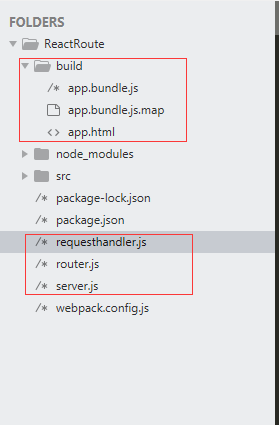 FOLDERS
ReactRoute
build
/* app.bundle.js
app.bundle.js.map
<> app.html
node_modules
src
/* package-lock.json
/* package.json
/* requesthandler.js
/* router.js
/* server.js
/* webpack.config.js